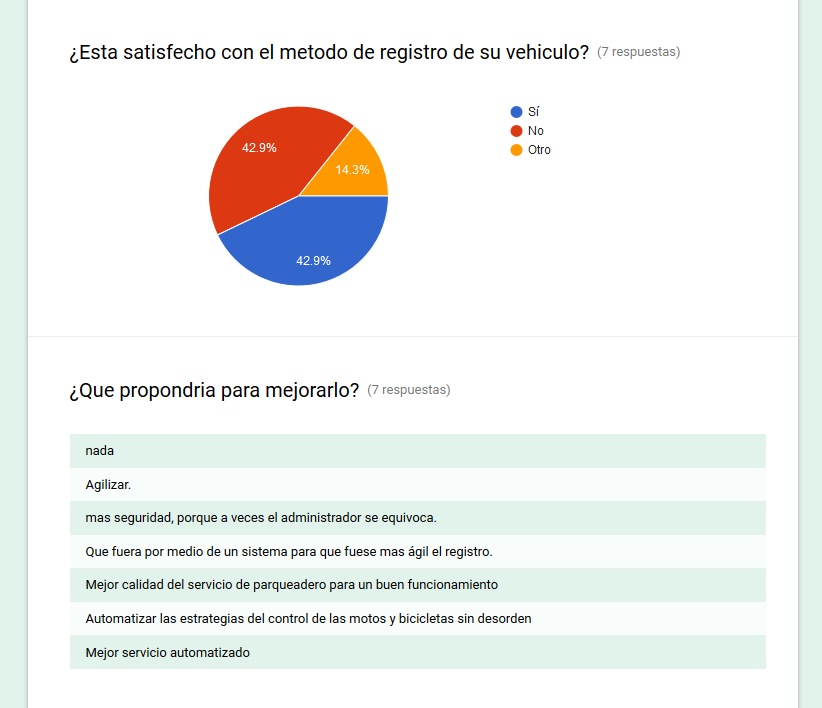 ¿Esta satisfecho con el metodo de registro de su vehiculo? (7 respuestas)
Sí
No
Otro
42.9%
14.3%
42.9%
¿Que propondria para mejorarlo? (7 respuestas)
nada
Agilizar.
mas seguridad, porque a veces el administrador se equivoca.
Que fuera por medio de un sistema para que fuese mas ágil el registro.
Mejor calidad del servicio de parqueadero para un buen funcionamiento
Automatizar las estrategias del control de las motos y bicicletas sin desorden
Mejor servicio automatizado